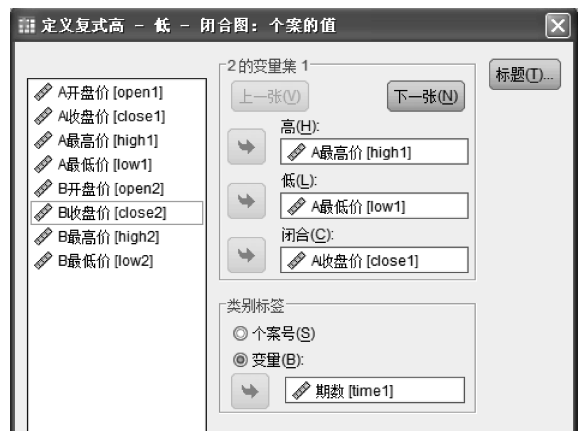 定义复式高 - 低 - 闭合图：个案的值
A开盘价 [open1]
A收盘价 [close1]
A最高价 [high1]
A最低价 [low1]
B开盘价 [open2]
B收盘价 [close2]
B最高价 [high2]
B最低价 [low2]
2的变量集 1
上一张(V)
下一张(N)
高(H):
A最高价 [high1]
低(L):
A最低价 [low1]
闭合(C):
A收盘价 [close1]
类别标签
个案号(S)
变量(B):
期数 [time1]
标题(T)...